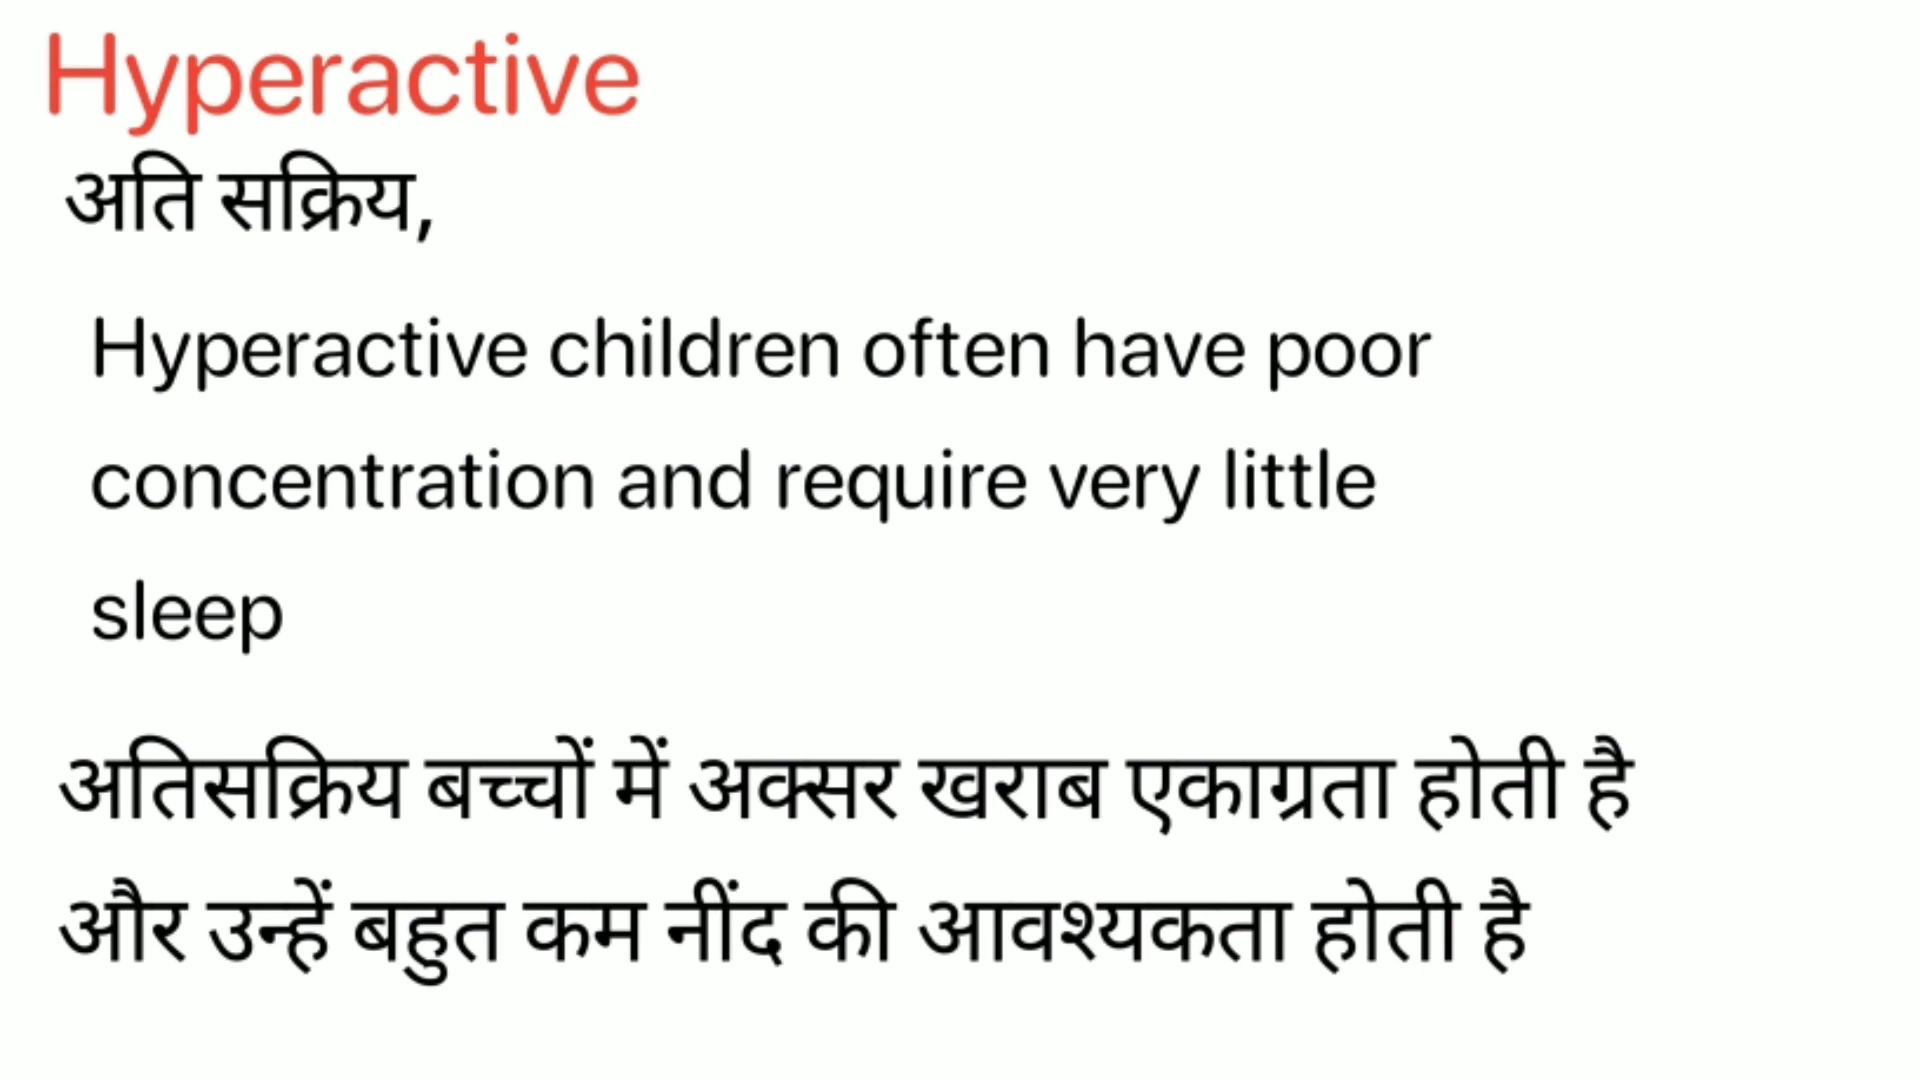 Hyperactive
अति सक्रिय,
Hyperactive children often have poor
concentration and require very little
sleep
अतिसक्रिय बच्चों में अक्सर खराब एकाग्रता होती है
और उन्हें बहुत कम नींद की आवश्यकता होती है